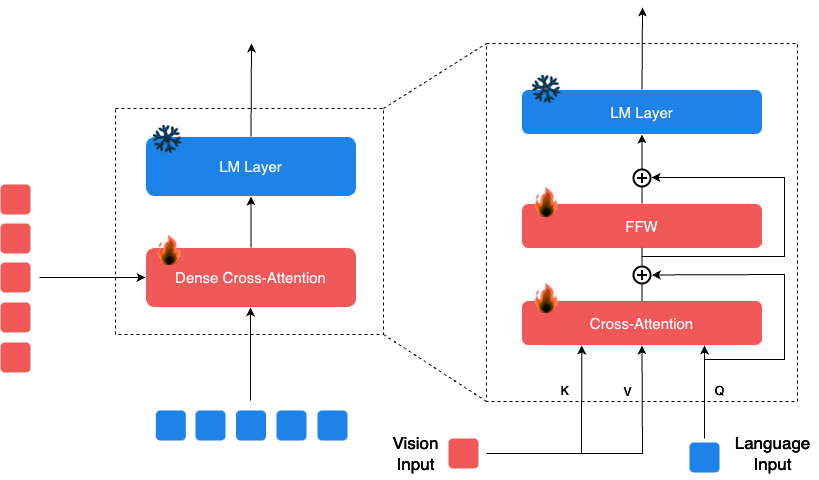 LM Layer
Dense Cross-Attention
LM Layer
FFW
Cross-Attention
K
V
Q
Vision
Input
Language
Input